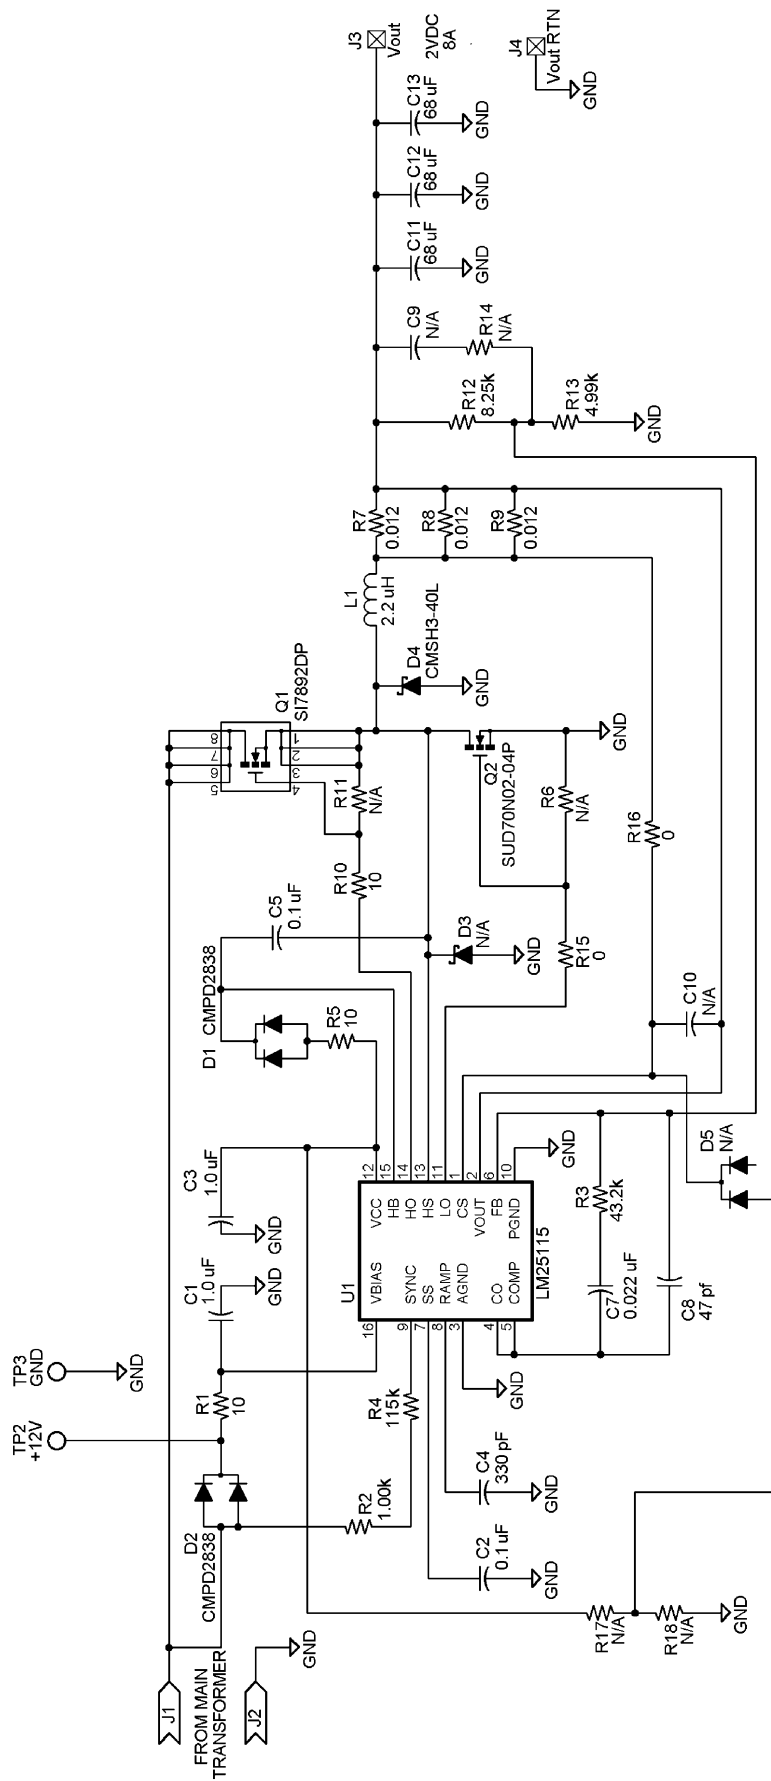 J1
FROM MAIN
TRANSFORMER
J2
GND
D2
CMPD2838
TP2
+12V
TP3
GND
GND
R1
10
C1
1.0 uF
GND
C3
1.0 uF
GND
R2
1.00k
R4
115k
C2
0.1uF
GND
C4
330 pF
GND
R17
N/A
R18
N/A
GND
U1
16
VBIAS
9
SYNC
7
SS
8
RAMP
3
AGND
4
CO
5
COMP
VCC
12
HB
15
HO
14
HS
13
LO
11
CS
1
VOUT
2
FB
6
PGND
10
LM25115
GND
GND
C7
0.022 uF
R3
43.2k
C8
47 pf
D5
N/A
D1
CMPD2838
R5
10
C5
0.1uF
R10
10
R11
N/A
Q1
SI7892DP
5
6
7
8
4
3
2
1
D3
N/A
GND
R15
0
R6
N/A
Q2
SUD70N02-04P
GND
C10
N/A
R16
0
D4
CMSH3-40L
GND
L1
2.2 uH
R7
0.012
R8
0.012
R9
0.012
R12
8.25k
R13
4.99k
GND
C9
N/A
R14
N/A
C11
68 uF
GND
C12
68 uF
GND
C13
68 uF
GND
J3
Vout
2VDC
8A
J4
Vout RTN
GND